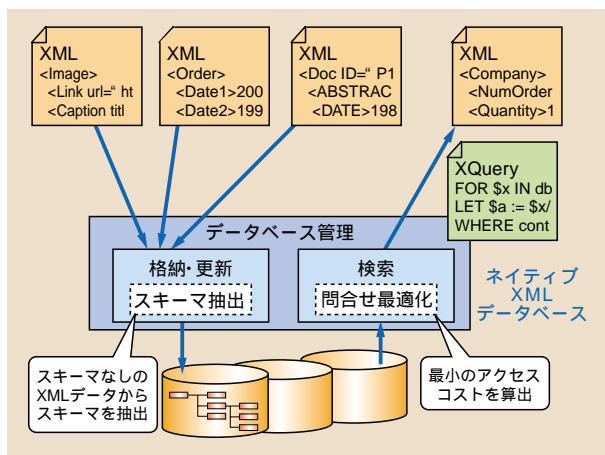 XML
<Image>
<Link url=“ ht
<Caption titl
XML
<Order>
<Date1>200
<Date2>199
XML
<Doc ID=“ P1
<ABSTRAC
<DATE>198
XML
<Company>
<NumOrder
<Quantity>1
XQuery
FOR $x IN db
LET $a := $x/
WHERE cont
データベース管理
格納・更新
スキーマ抽出
検索
問合せ最適化
ネイティブ
XML
データベース
スキーマなしの
XMLデータから
スキーマを抽出
最小のアクセス
コストを算出